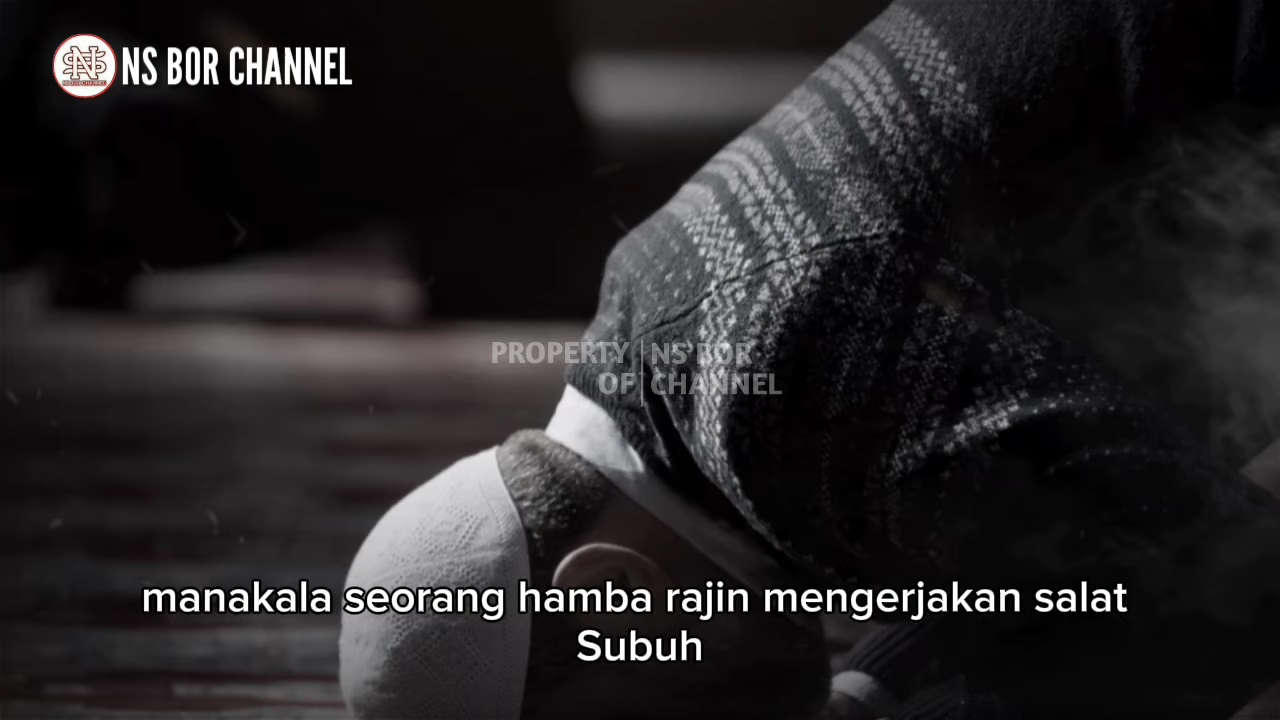 NS BOR CHANNEL
PROPERTY | NS BOR
OF | CHANNEL
manakala seorang hamba rajin mengerjakan salat
Subuh